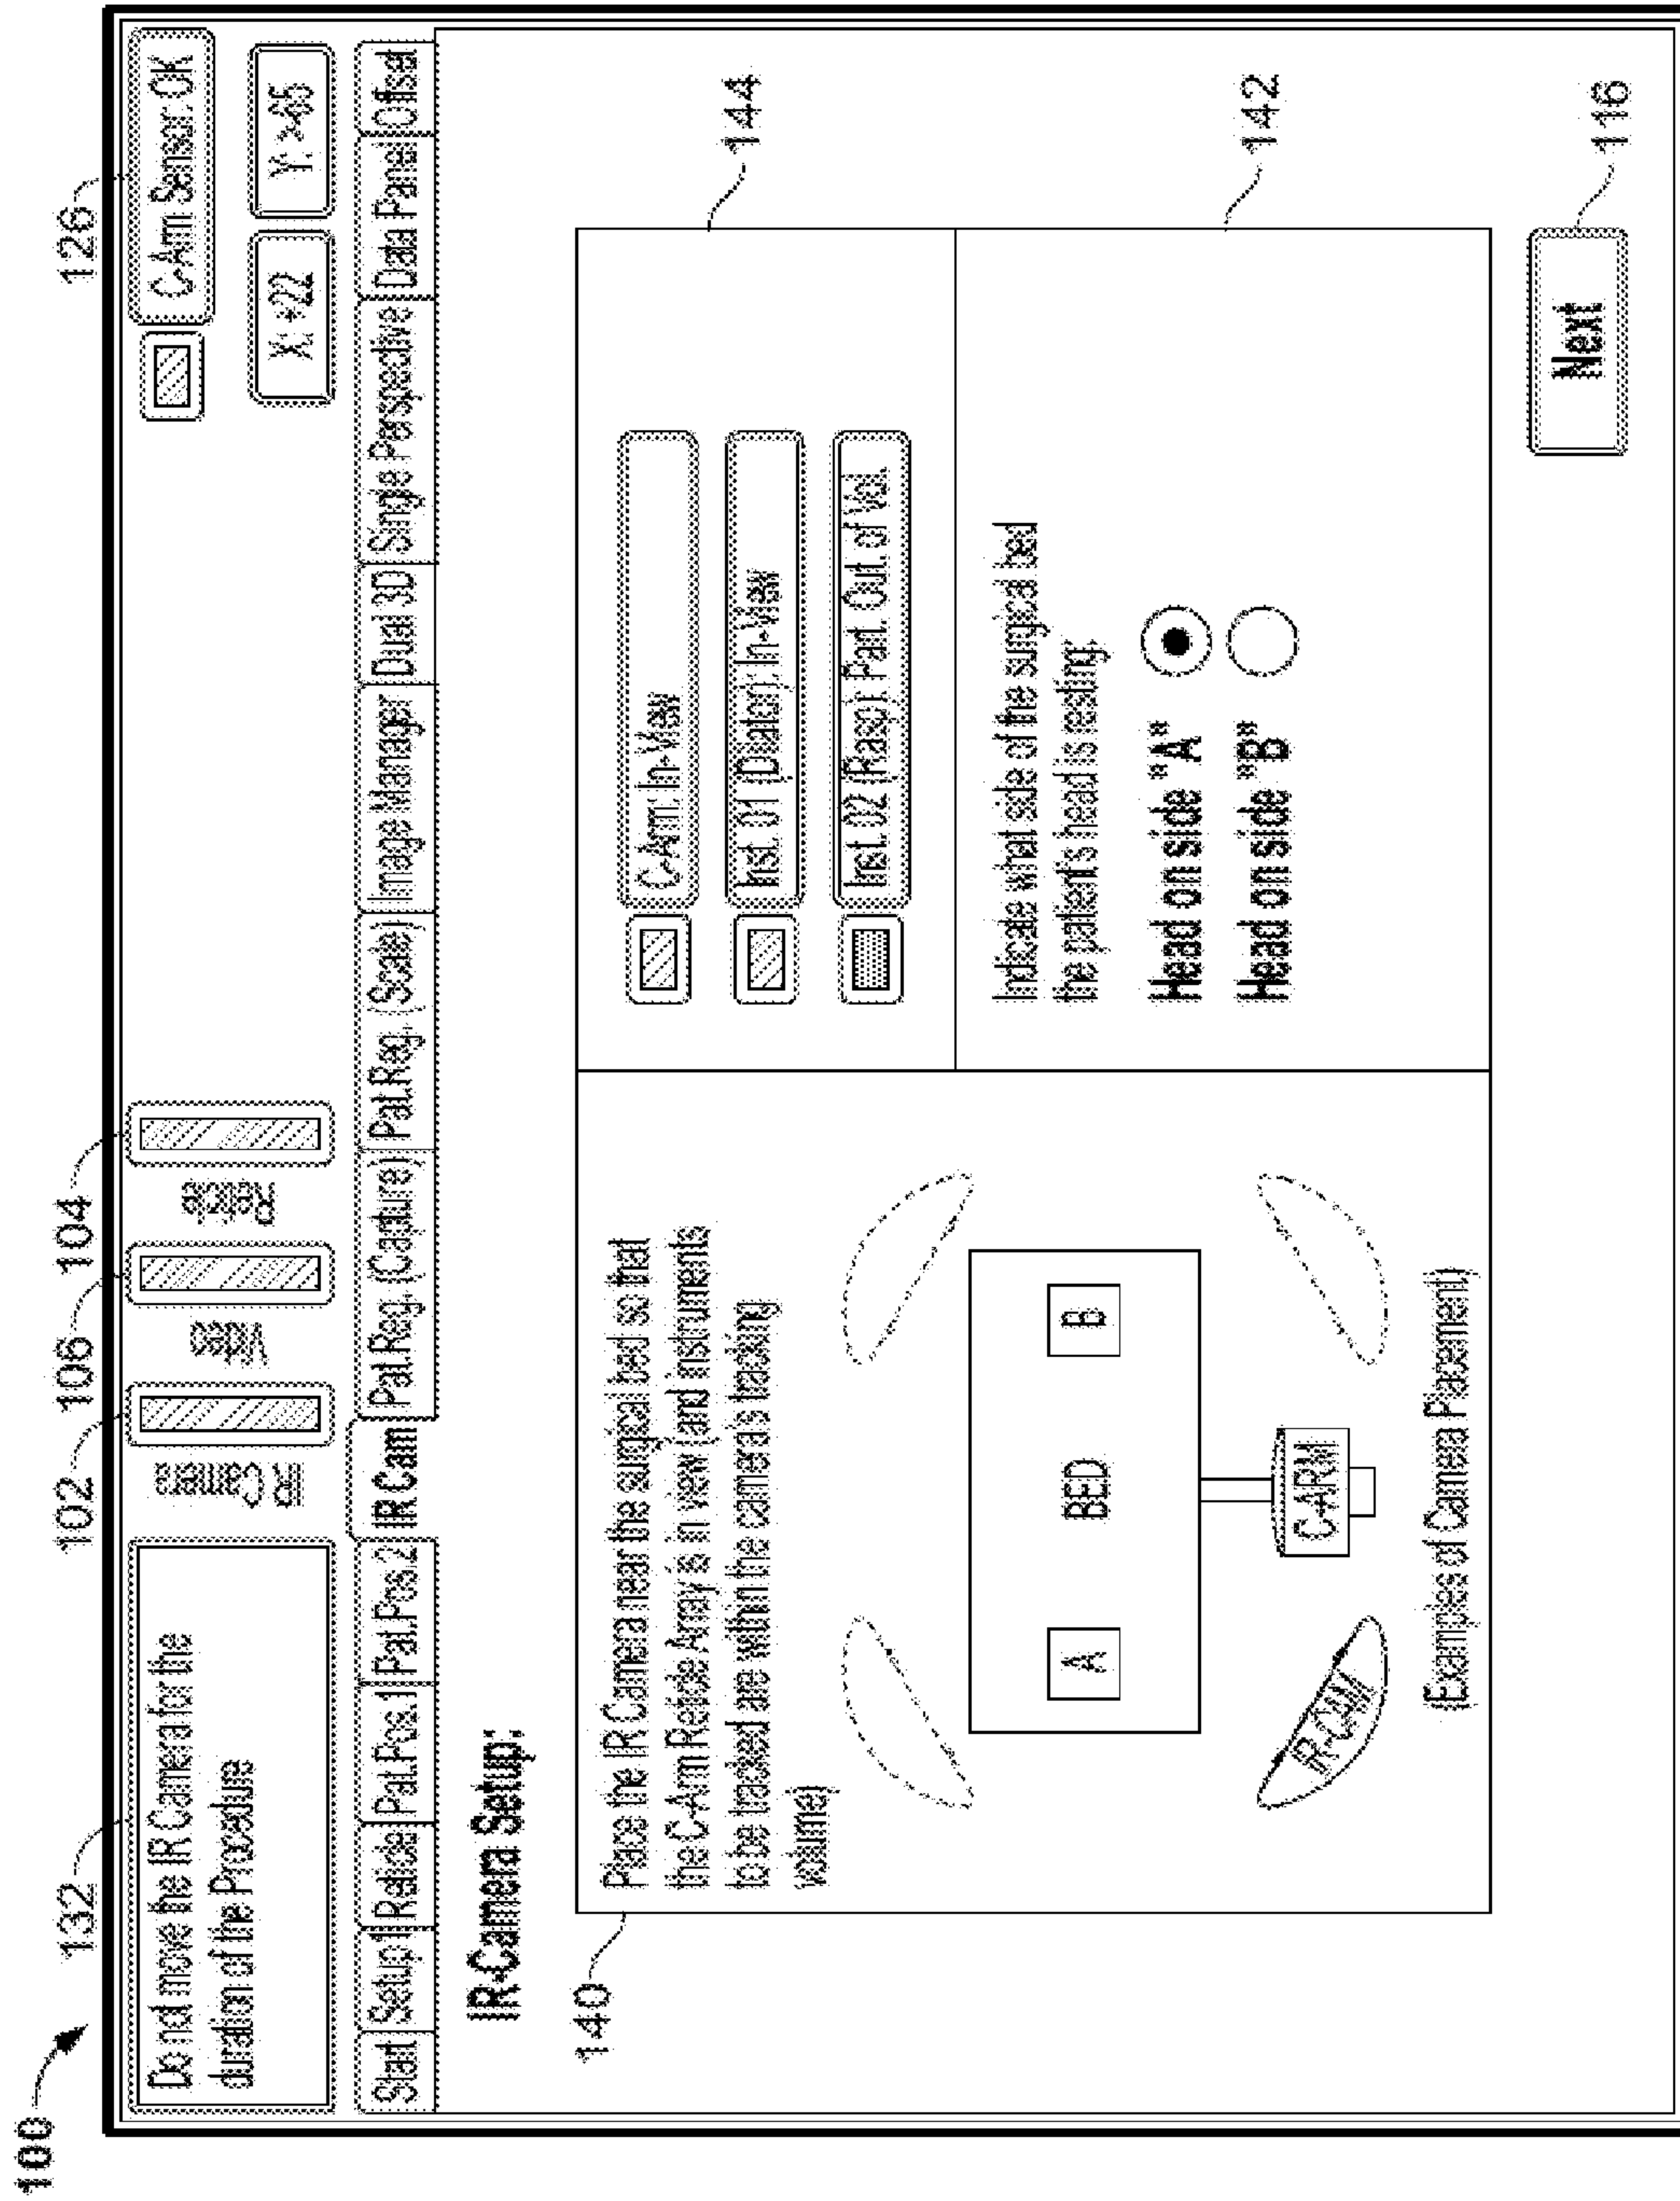 100
132
102
106
104
126
Do not move the IR Camera for the
duration of the Procedure
IR Camera
Video
Reticle
C-Arm Sensor: OK
X: +22
Start
Setup
Reticle
Pat.Pos.1
Pat.Pos.2
IR Cam
Pat.Reg. (Capture)
Pat.Reg. (Scale)
Image Manager
Dual 3D
Single Perspective
Data Panel
Offset
IR-Camera Setup:
140
Place the IR Camera near the surgical bed so that
the C-Arm Reticle Array is in view (and instruments
to be tracked are within the camera's tracking
volume)
A
BED
B
IR-CAM
C-ARM
(Examples of Camera Placement)
C-Arm: In-View
Inst. 01 (Dilator): In-View
Inst. 02 (Rasp): Part. Out. of Vol.
144
Indicate what side of the surgical bed
the patient's head is resting:
Head on side "A"
Head on side "B"
142
Next
116